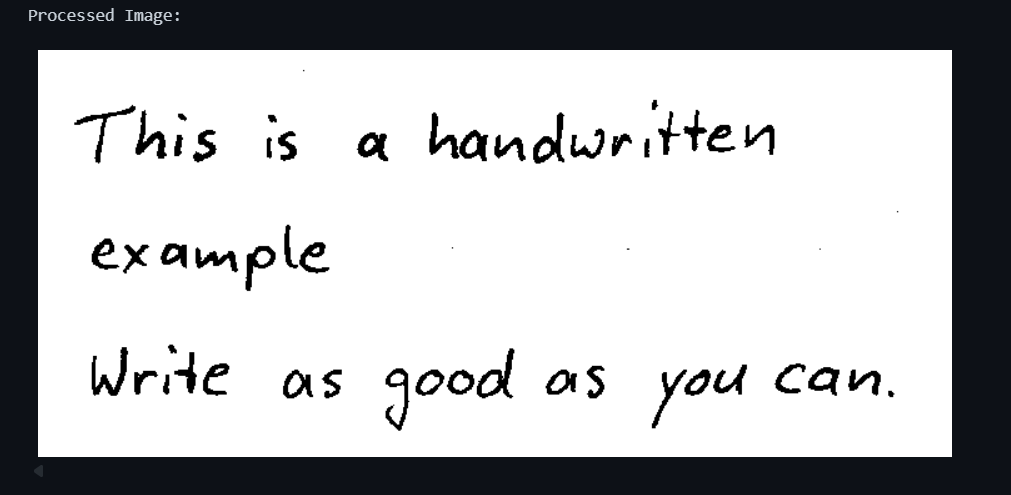 Processed Image:
This is a handwritten
example
Write as good as you can.